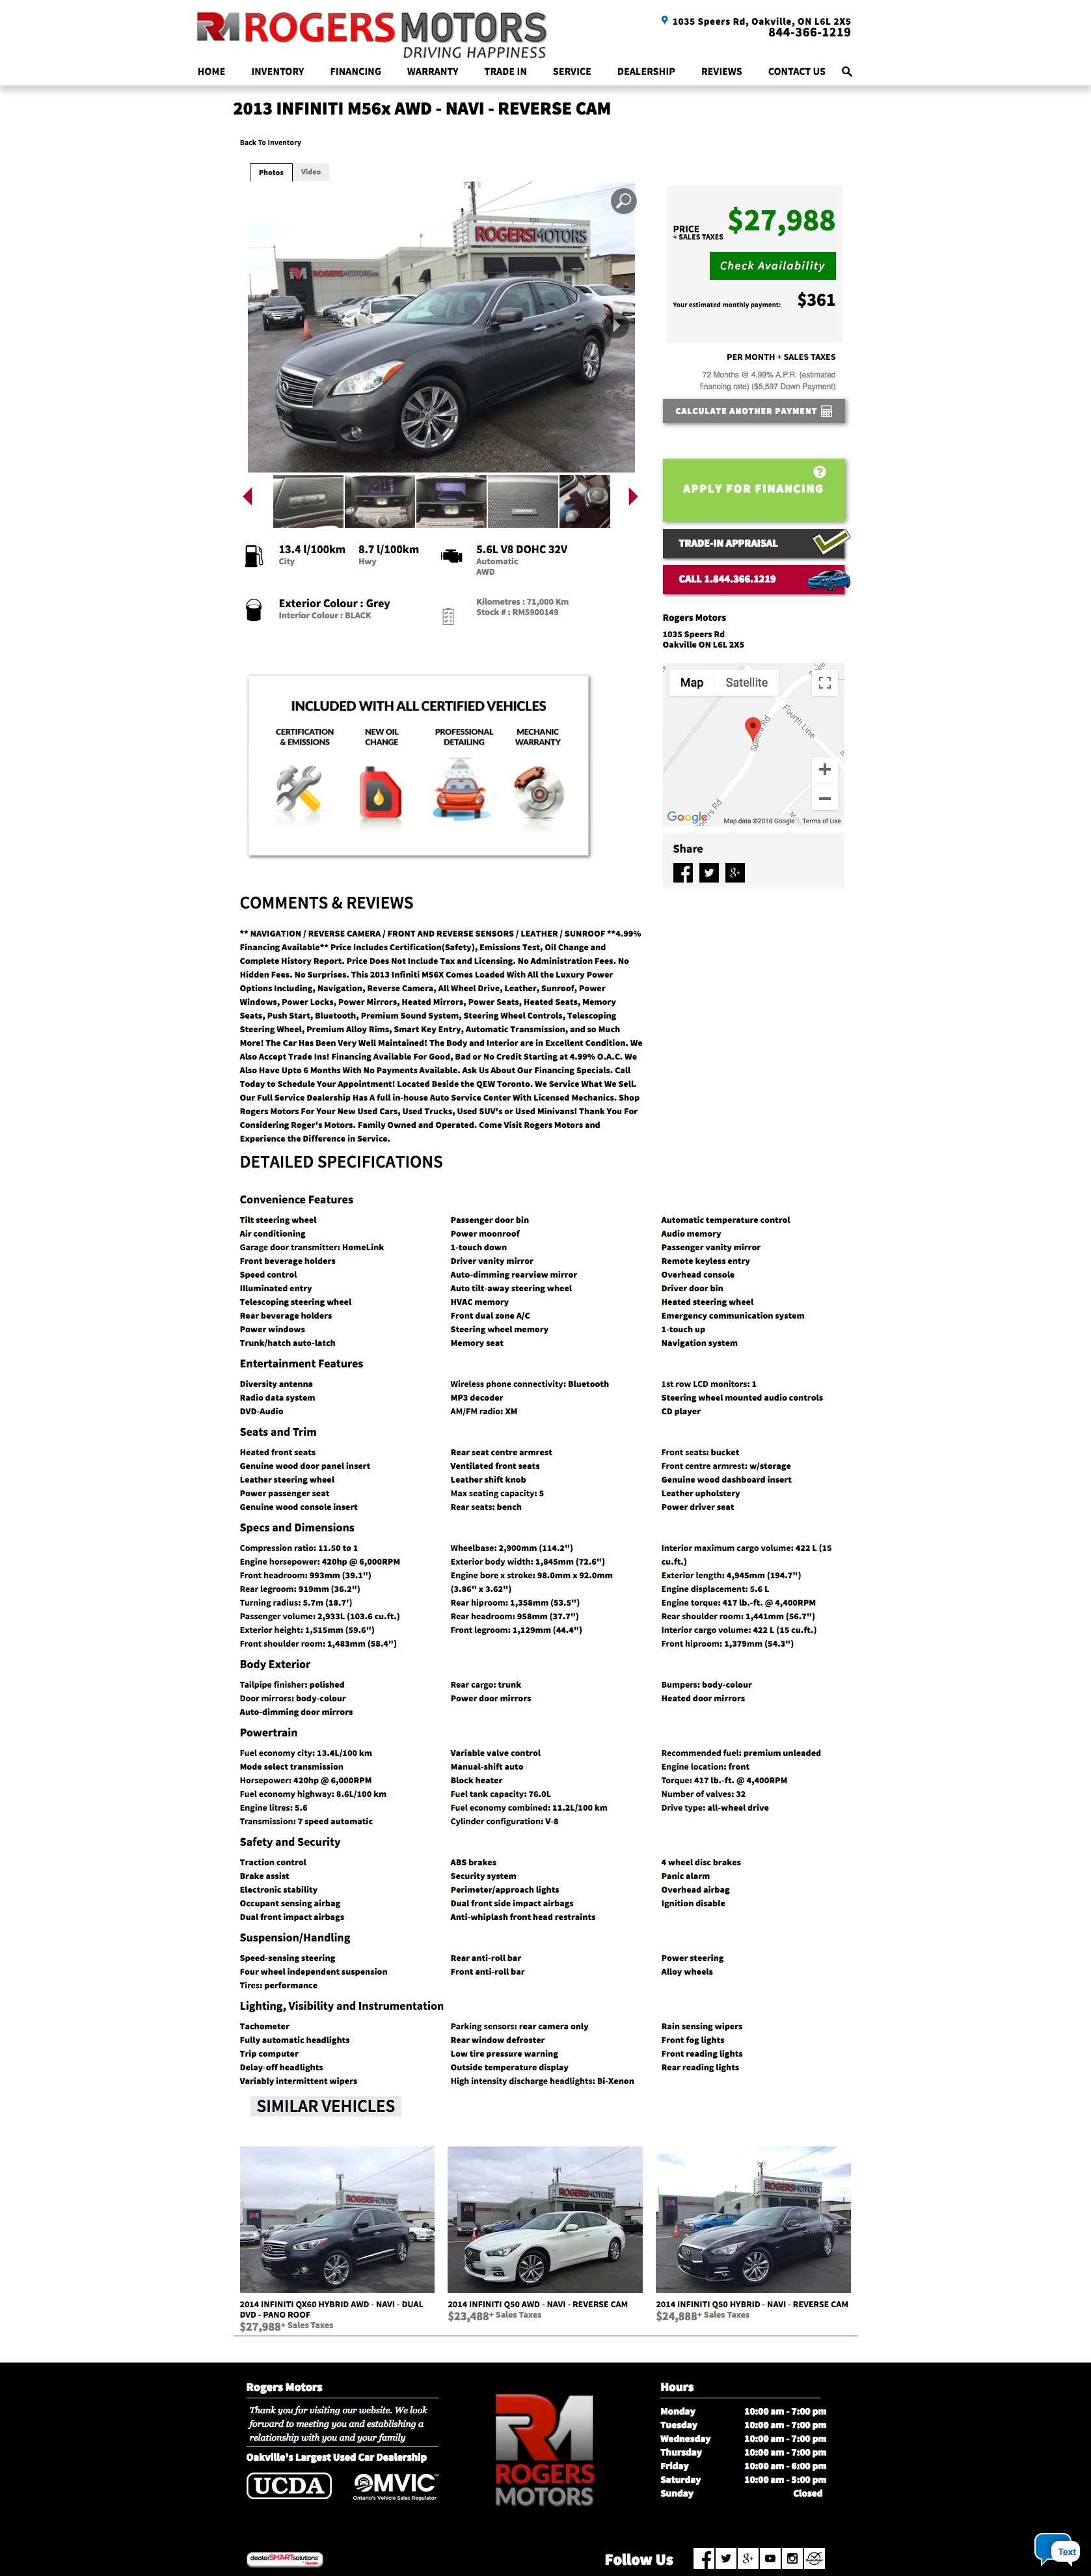 RM ROGERS MOTORS
DRIVING HAPPINESS
1035 Speers Rd, Oakville, ON L6L 2X5
844-366-1219
HOME INVENTORY FINANCING WARRANTY TRADE IN SERVICE DEALERSHIP REVIEWS CONTACT US
2013 INFINITI M56x AWD - NAVI - REVERSE CAM
Back To Inventory
Photos Video
ROGERSMOTORS
RM ROGERSMOTORS
PRICE
+ SALES TAXES
$27,988
Check Availability
Your estimated monthly payment: $361
PER MONTH + SALES TAXES
72 Months @ 4.99% A.P.R. (estimated
financing rate) ($5,597 Down Payment)
CALCULATE ANOTHER PAYMENT
APPLY FOR FINANCING
?
TRADE-IN APPRAISAL
CALL 1.844.366.1219
13.4 l/100km 8.7 l/100km
City Hwy
5.6L V8 DOHC 32V
Automatic
AWD
Exterior Colour : Grey
Interior Colour : BLACK
Kilometres : 71,000 Km
Stock # : RM5900149
Rogers Motors
1035 Speers Rd
Oakville ON L6L 2X5
Map Satellite
Speers Rd
Fourth Line
Google
Map data ©2018 Google Terms of Use
Share
INCLUDED WITH ALL CERTIFIED VEHICLES
CERTIFICATION NEW OIL PROFESSIONAL MECHANIC
& EMISSIONS CHANGE DETAILING WARRANTY
COMMENTS & REVIEWS
** NAVIGATION / REVERSE CAMERA / FRONT AND REVERSE SENSORS / LEATHER / SUNROOF **4.99%
Financing Available** Price Includes Certification(Safety), Emissions Test, Oil Change and
Complete History Report. Price Does Not Include Tax and Licensing. No Administration Fees. No
Hidden Fees. No Surprises. This 2013 Infiniti M56X Comes Loaded With All the Luxury Power
Options Including, Navigation, Reverse Camera, All Wheel Drive, Leather, Sunroof, Power
Windows, Power Locks, Power Mirrors, Heated Mirrors, Power Seats, Heated Seats, Memory
Seats, Push Start, Bluetooth, Premium Sound System, Steering Wheel Controls, Telescoping
Steering Wheel, Premium Alloy Rims, Smart Key Entry, Automatic Transmission, and so Much
More! The Car Has Been Very Well Maintained! The Body and Interior are in Excellent Condition. We
Also Accept Trade Ins! Financing Available For Good, Bad or No Credit Starting at 4.99% O.A.C. We
Also Have Upto 6 Months With No Payments Available. Ask Us About Our Financing Specials. Call
Today to Schedule Your Appointment! Located Beside the QEW Toronto. We Service What We Sell.
Our Full Service Dealership Has A full in-house Auto Service Center With Licensed Mechanics. Shop
Rogers Motors For Your New Used Cars, Used Trucks, Used SUV's or Used Minivans! Thank You For
Considering Roger's Motors. Family Owned and Operated. Come Visit Rogers Motors and
Experience the Difference in Service.
DETAILED SPECIFICATIONS
Convenience Features
Tilt steering wheel Passenger door bin Automatic temperature control
Air conditioning Power moonroof Audio memory
Garage door transmitter: HomeLink 1-touch down Passenger vanity mirror
Front beverage holders Driver vanity mirror Remote keyless entry
Speed control Auto-dimming rearview mirror Overhead console
Illuminated entry Auto tilt-away steering wheel Driver door bin
Telescoping steering wheel HVAC memory Heated steering wheel
Rear beverage holders Front dual zone A/C Emergency communication system
Power windows Steering wheel memory 1-touch up
Trunk/hatch auto-latch Memory seat Navigation system
Entertainment Features
Diversity antenna Wireless phone connectivity: Bluetooth 1st row LCD monitors: 1
Radio data system MP3 decoder Steering wheel mounted audio controls
DVD-Audio AM/FM radio: XM CD player
Seats and Trim
Heated front seats Rear seat centre armrest Front seats: bucket
Genuine wood door panel insert Ventilated front seats Front centre armrest: w/storage
Leather steering wheel Leather shift knob Genuine wood dashboard insert
Power passenger seat Max seating capacity: 5 Leather upholstery
Genuine wood console insert Rear seats: bench Power driver seat
Specs and Dimensions
Compression ratio: 11.50 to 1 Wheelbase: 2,900mm (114.2") Interior maximum cargo volume: 422 L (15
Engine horsepower: 420hp @ 6,000RPM Exterior body width: 1,845mm (72.6") cu.ft.)
Front headroom: 993mm (39.1") Engine bore x stroke: 98.0mm x 92.0mm Exterior length: 4,945mm (194.7")
Rear legroom: 919mm (36.2") (3.86" x 3.62") Engine displacement: 5.6 L
Turning radius: 5.7m (18.7') Rear hiproom: 1,358mm (53.5") Engine torque: 417 lb.-ft. @ 4,400RPM
Passenger volume: 2,933L (103.6 cu.ft.) Rear headroom: 958mm (37.7") Rear shoulder room: 1,441mm (56.7")
Exterior height: 1,515mm (59.6") Front legroom: 1,129mm (44.4") Interior cargo volume: 422 L (15 cu.ft.)
Front shoulder room: 1,483mm (58.4") Front hiproom: 1,379mm (54.3")
Body Exterior
Tailpipe finisher: polished Rear cargo: trunk Bumpers: body-colour
Door mirrors: body-colour Power door mirrors Heated door mirrors
Auto-dimming door mirrors
Powertrain
Fuel economy city: 13.4L/100 km Variable valve control Recommended fuel: premium unleaded
Mode select transmission Manual-shift auto Engine location: front
Horsepower: 420hp @ 6,000RPM Block heater Torque: 417 lb.-ft. @ 4,400RPM
Fuel economy highway: 8.6L/100 km Fuel tank capacity: 76.0L Number of valves: 32
Engine litres: 5.6 Fuel economy combined: 11.2L/100 km Drive type: all-wheel drive
Transmission: 7 speed automatic Cylinder configuration: V-8
Safety and Security
Traction control ABS brakes 4 wheel disc brakes
Brake assist Security system Panic alarm
Electronic stability Perimeter/approach lights Overhead airbag
Occupant sensing airbag Dual front side impact airbags Ignition disable
Dual front impact airbags Anti-whiplash front head restraints
Suspension/Handling
Speed-sensing steering Rear anti-roll bar Power steering
Four wheel independent suspension Front anti-roll bar Alloy wheels
Tires: performance
Lighting, Visibility and Instrumentation
Tachometer Parking sensors: rear camera only Rain sensing wipers
Fully automatic headlights Rear window defroster Front fog lights
Trip computer Low tire pressure warning Front reading lights
Delay-off headlights Outside temperature display Rear reading lights
Variably intermittent wipers High intensity discharge headlights: Bi-Xenon
SIMILAR VEHICLES
ROGERSMOTORS ROGERSMOTORS ROGERSMOTORS
2014 INFINITI QX60 HYBRID AWD - NAVI - DUAL 2014 INFINITI Q50 AWD - NAVI - REVERSE CAM 2014 INFINITI Q50 HYBRID - NAVI - REVERSE CAM
DVD - PANO ROOF $23,488+ Sales Taxes $24,888+ Sales Taxes
$27,988+ Sales Taxes
Rogers Motors
Thank you for visiting our website. We look
forward to meeting you and establishing a
relationship with you and your family
Oakville's Largest Used Car Dealership
UCDA OMVIC™
Ontario's Vehicle Sales Regulator
RM
ROGERS
MOTORS
Hours
Monday 10:00 am - 7:00 pm
Tuesday 10:00 am - 7:00 pm
Wednesday 10:00 am - 7:00 pm
Thursday 10:00 am - 7:00 pm
Friday 10:00 am - 6:00 pm
Saturday 10:00 am - 5:00 pm
Sunday Closed
dealerSMARTsolutions
Follow Us
Text